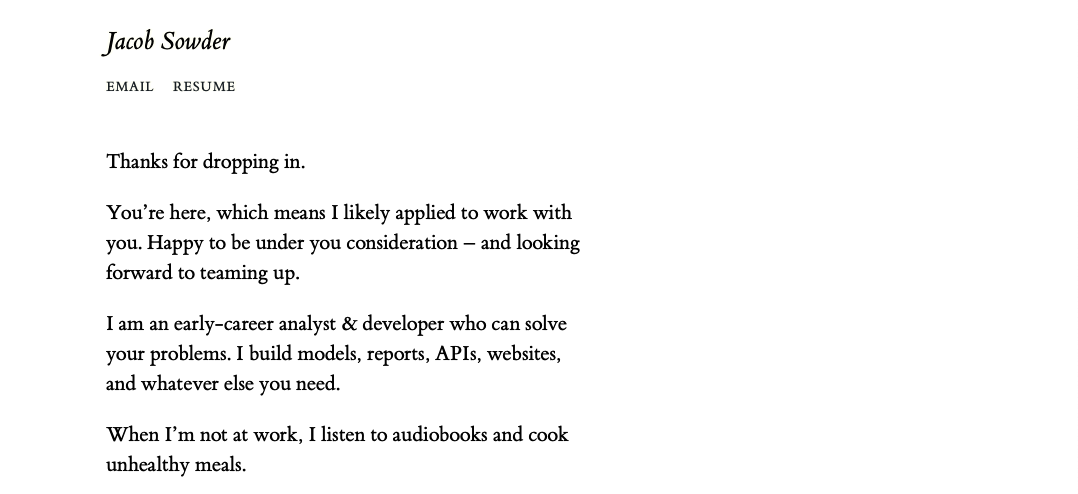 Jacob Sowder
EMAIL RESUME
Thanks for dropping in.
You’re here, which means I likely applied to work with
you. Happy to be under you consideration – and looking
forward to teaming up.
I am an early-career analyst & developer who can solve
your problems. I build models, reports, APIs, websites,
and whatever else you need.
When I’m not at work, I listen to audiobooks and cook
unhealthy meals.